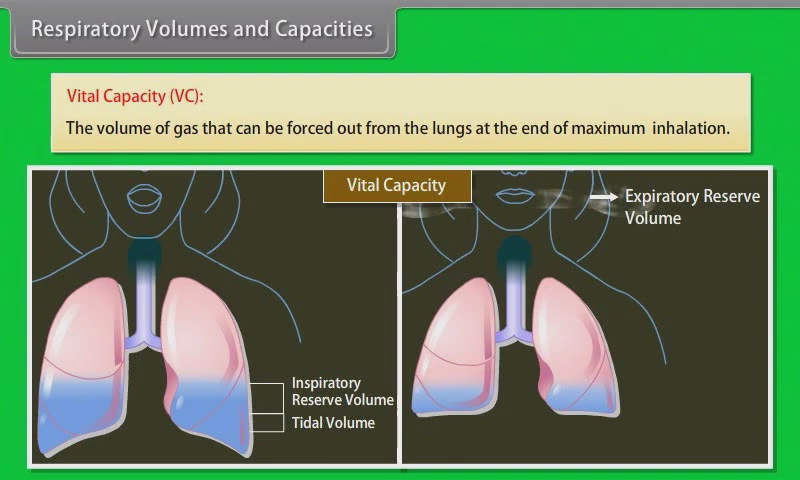 Respiratory Volumes and Capacities
Vital Capacity (VC):
The volume of gas that can be forced out from the lungs at the end of maximum inhalation.
Vital Capacity
Inspiratory
Reserve Volume
Tidal Volume
Expiratory Reserve
Volume